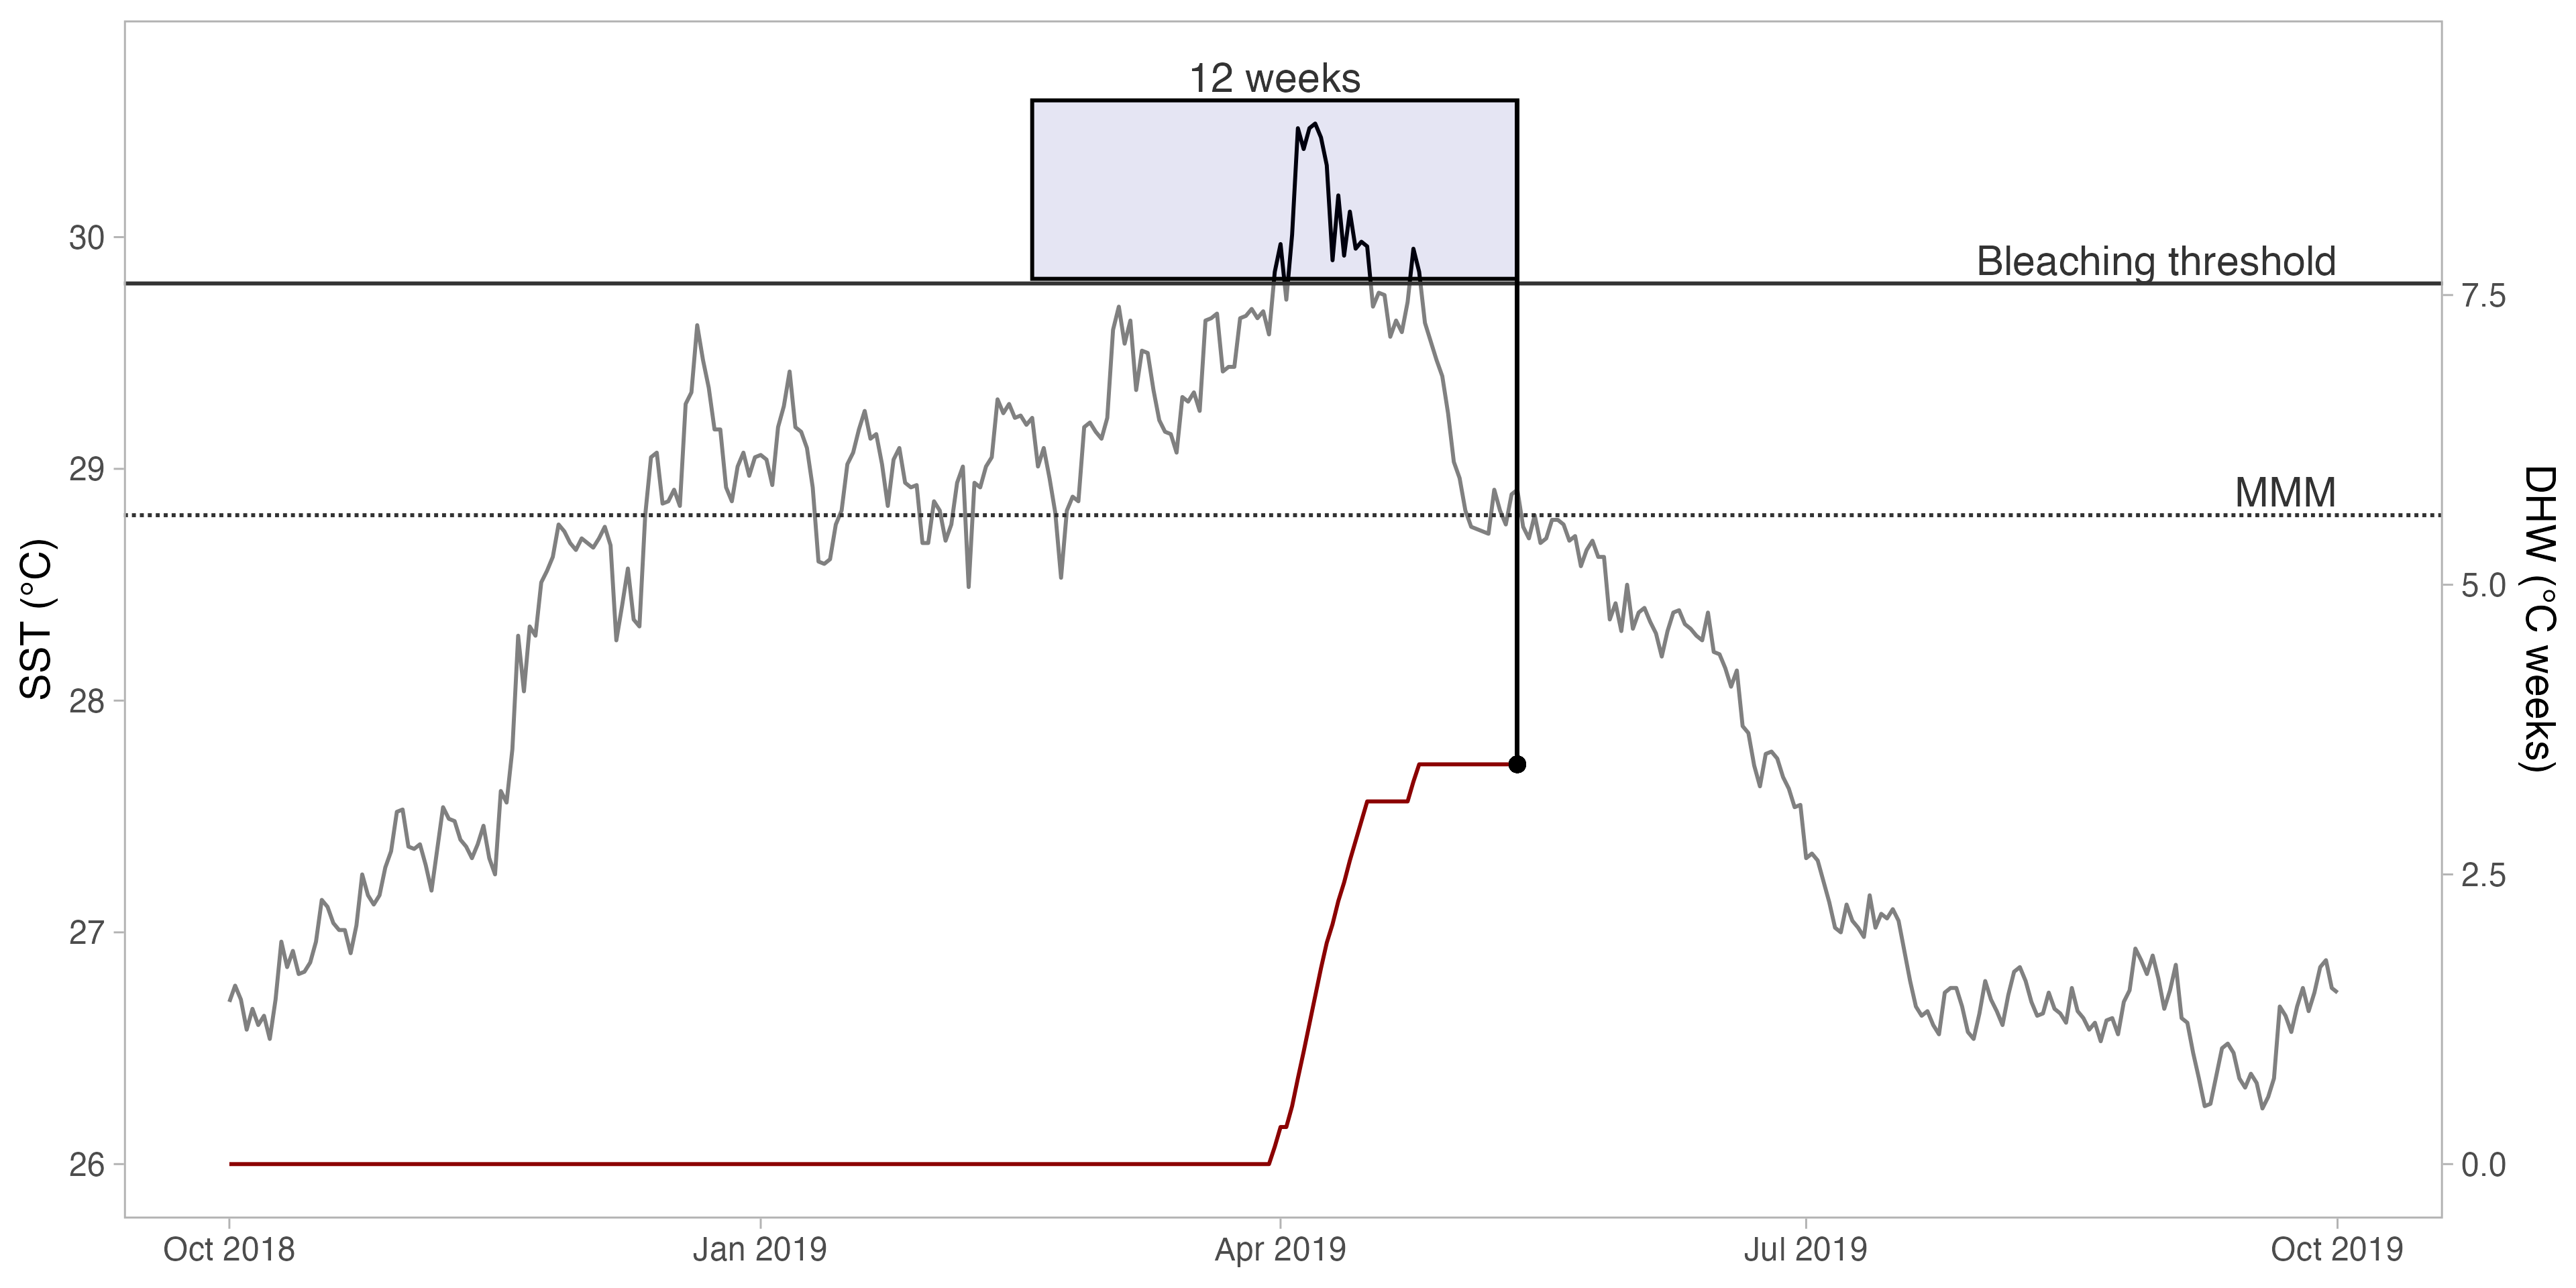 12 weeks
30
Bleaching threshold
7.5
29
MMM
SST (°C)
DHW (°C weeks)
5.0
28
27
2.5
26
0.0
Oct 2018
Jan 2019
Apr 2019
Jul 2019
Oct 2019